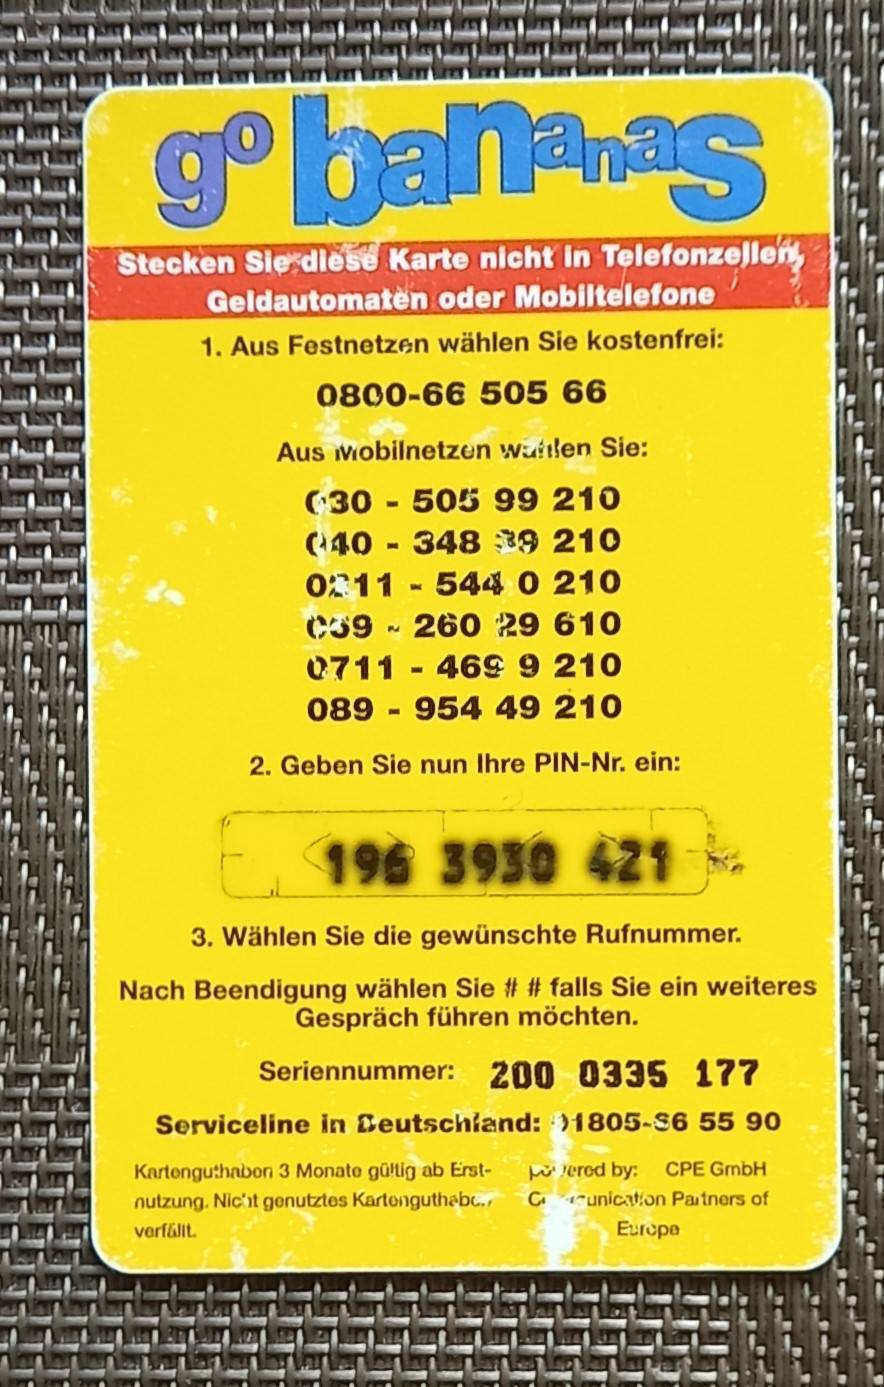 go bananas
Stecken Sie diese Karte nicht in Telefonzellen,
Geldautomaten oder Mobiltelefone
1. Aus Festnetzen wählen Sie kostenfrei:
0800-66 505 66
Aus Mobilnetzen wählen Sie:
030 - 505 99 210
040 - 348 210
0211 - 544 0 210
069 - 260 29 610
0711 - 469 9 210
089 - 954 49 210
2. Geben Sie nun Ihre PIN-Nr. ein:
196 3930 421
3. Wählen Sie die gewünschte Rufnummer.
Nach Beendigung wählen Sie # # falls Sie ein weiteres
Gespräch führen möchten.
Seriennummer: 200 0335 177
Serviceline in Deutschland: 55 90
Kartenguthaben 3 Monate gültig ab Erst-
nutzung. Nicht genutztes Kartenguthaben
verfällt.
powered by: CPE GmbH
Communication Partners of
Europe